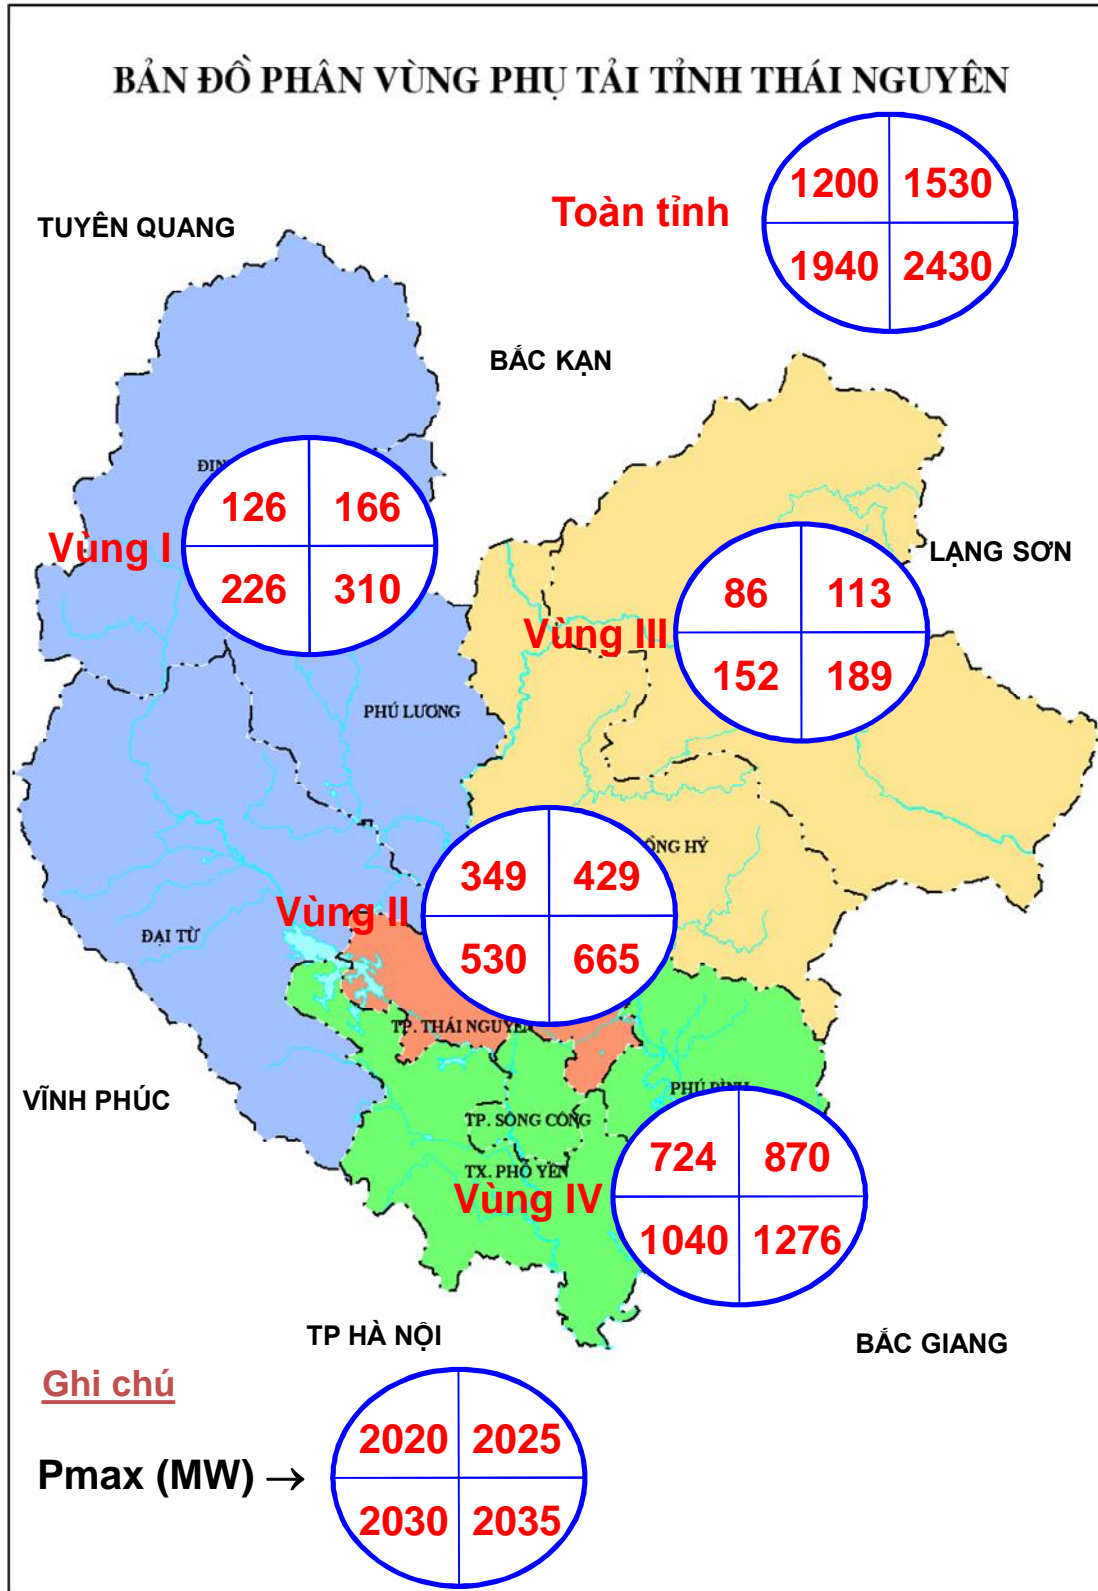 BẢN ĐỒ PHÂN VÙNG PHỤ TẢI TỈNH THÁI NGUYÊN
Toàn tỉnh
1200 1530
1940 2430
TUYÊN QUANG
BẮC KẠN
126 166
Vùng I
226 310
LẠNG SƠN
86 113
Vùng III
152 189
PHÚ LƯƠNG
349 429
Vùng II
530 665
ĐẠI TỪ
TP. THÁI NGUYÊN
VĨNH PHÚC
PHÚ BÌNH
TP. SÔNG CÔNG
TX. PHỔ YÊN
724 870
Vùng IV
1040 1276
TP HÀ NỘI
BẮC GIANG
Ghi chú
Pmax (MW) →
2020 2025
2030 2035